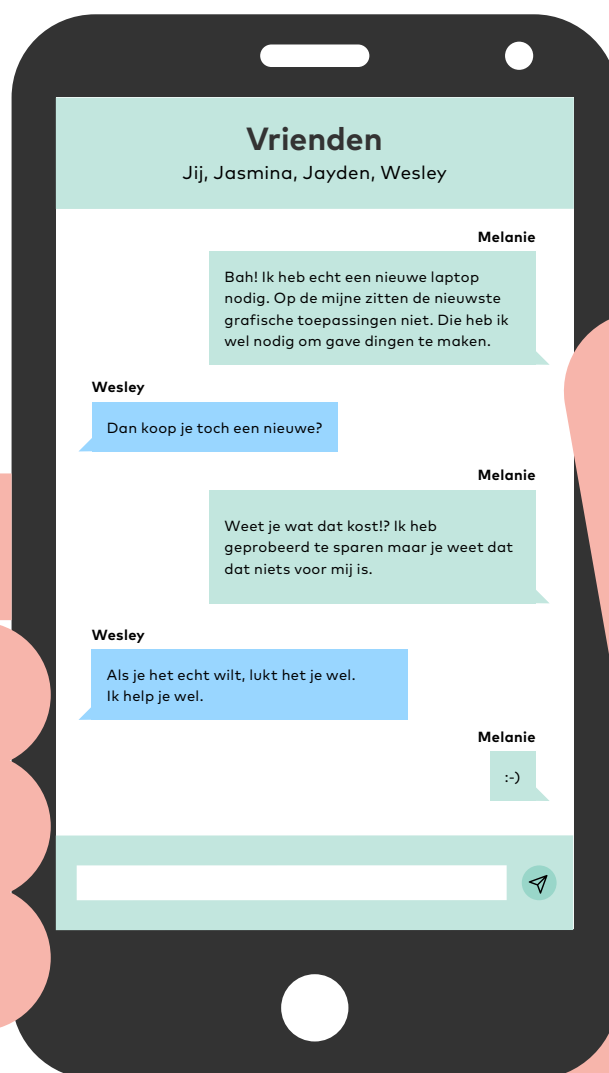 Vrienden
Jij, Jasmina, Jayden, Wesley
Melanie
Bah! Ik heb echt een nieuwe laptop
nodig. Op de mijne zitten de nieuwste
grafische toepassingen niet. Die heb ik
wel nodig om gave dingen te maken.
Wesley
Dan koop je toch een nieuwe?
Melanie
Weet je wat dat kost!? Ik heb
geprobeerd te sparen maar je weet dat
dat niets voor mij is.
Wesley
Als je het echt wilt, lukt het je wel.
Ik help je wel.
Melanie
:-)